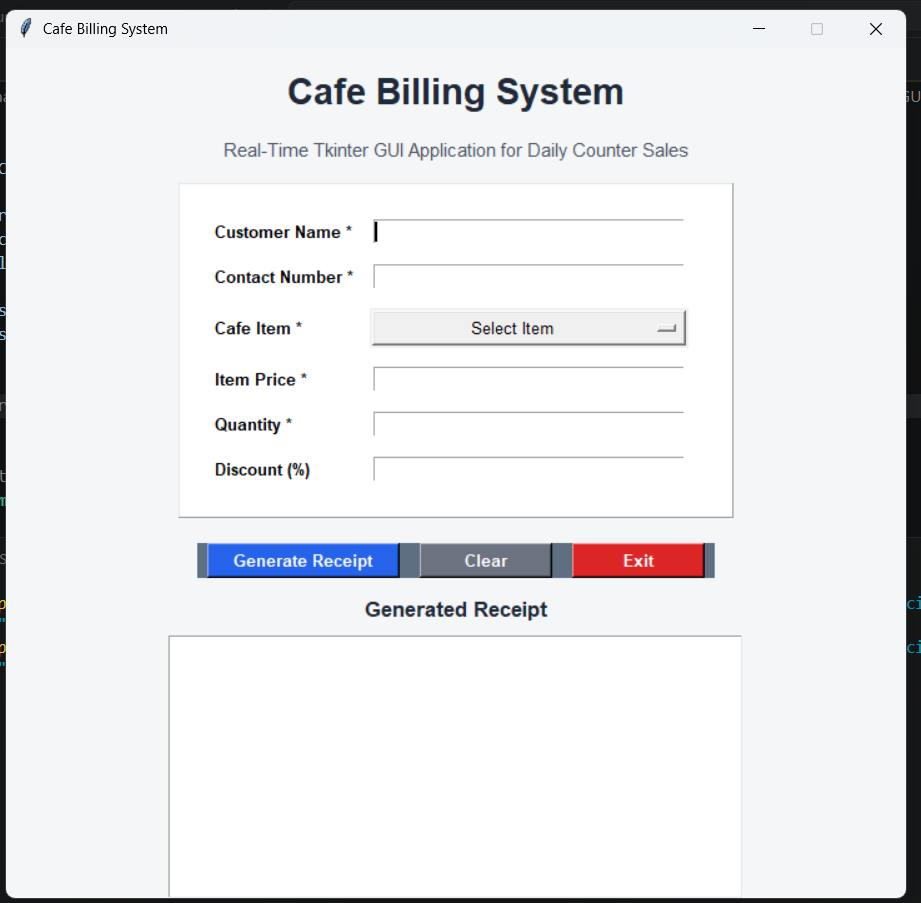 Cafe Billing System
Cafe Billing System
Real-Time Tkinter GUI Application for Daily Counter Sales
Customer Name *
Contact Number *
Cafe Item * Select Item
Item Price *
Quantity *
Discount (%)
Generate Receipt Clear Exit
Generated Receipt